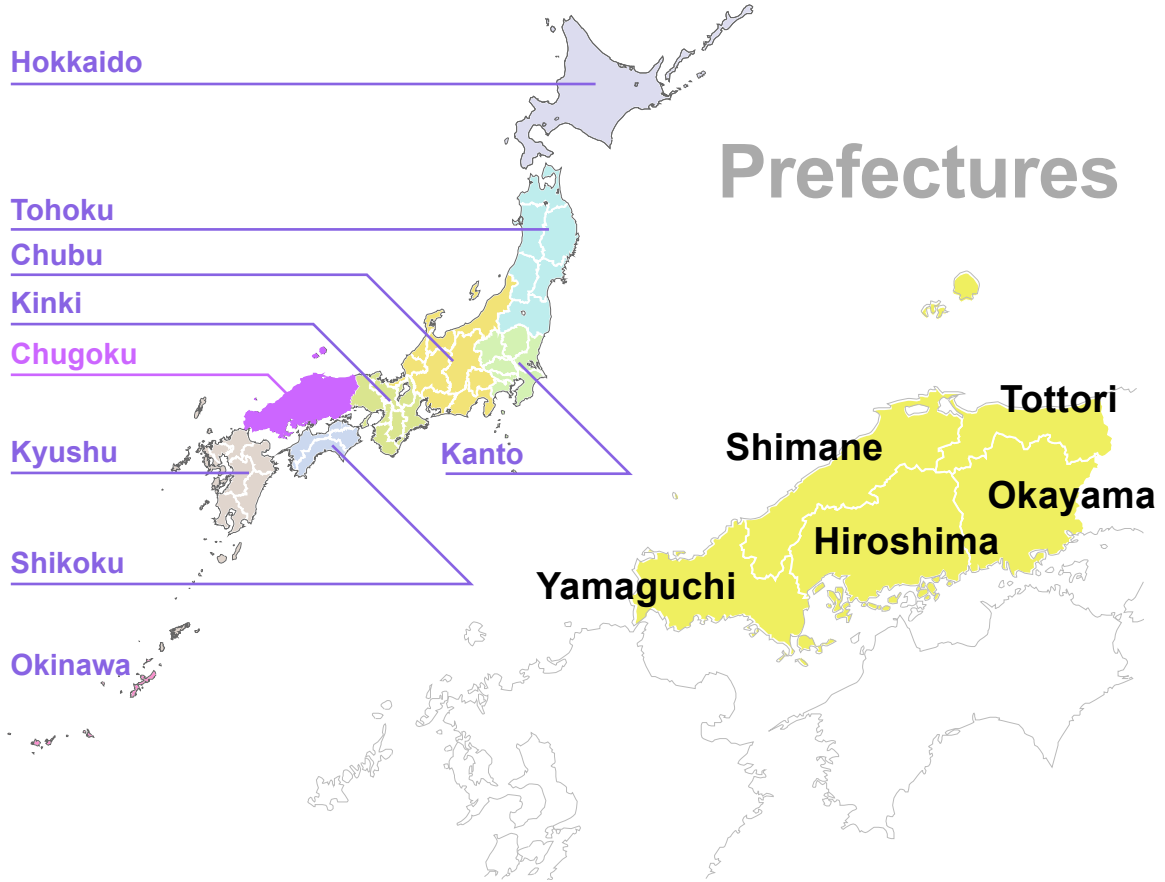 Hokkaido
Prefectures
Tohoku
Chubu
Kinki
Chugoku
Kyushu
Kanto
Shikoku
Okinawa
Tottori
Shimane
Okayama
Hiroshima
Yamaguchi